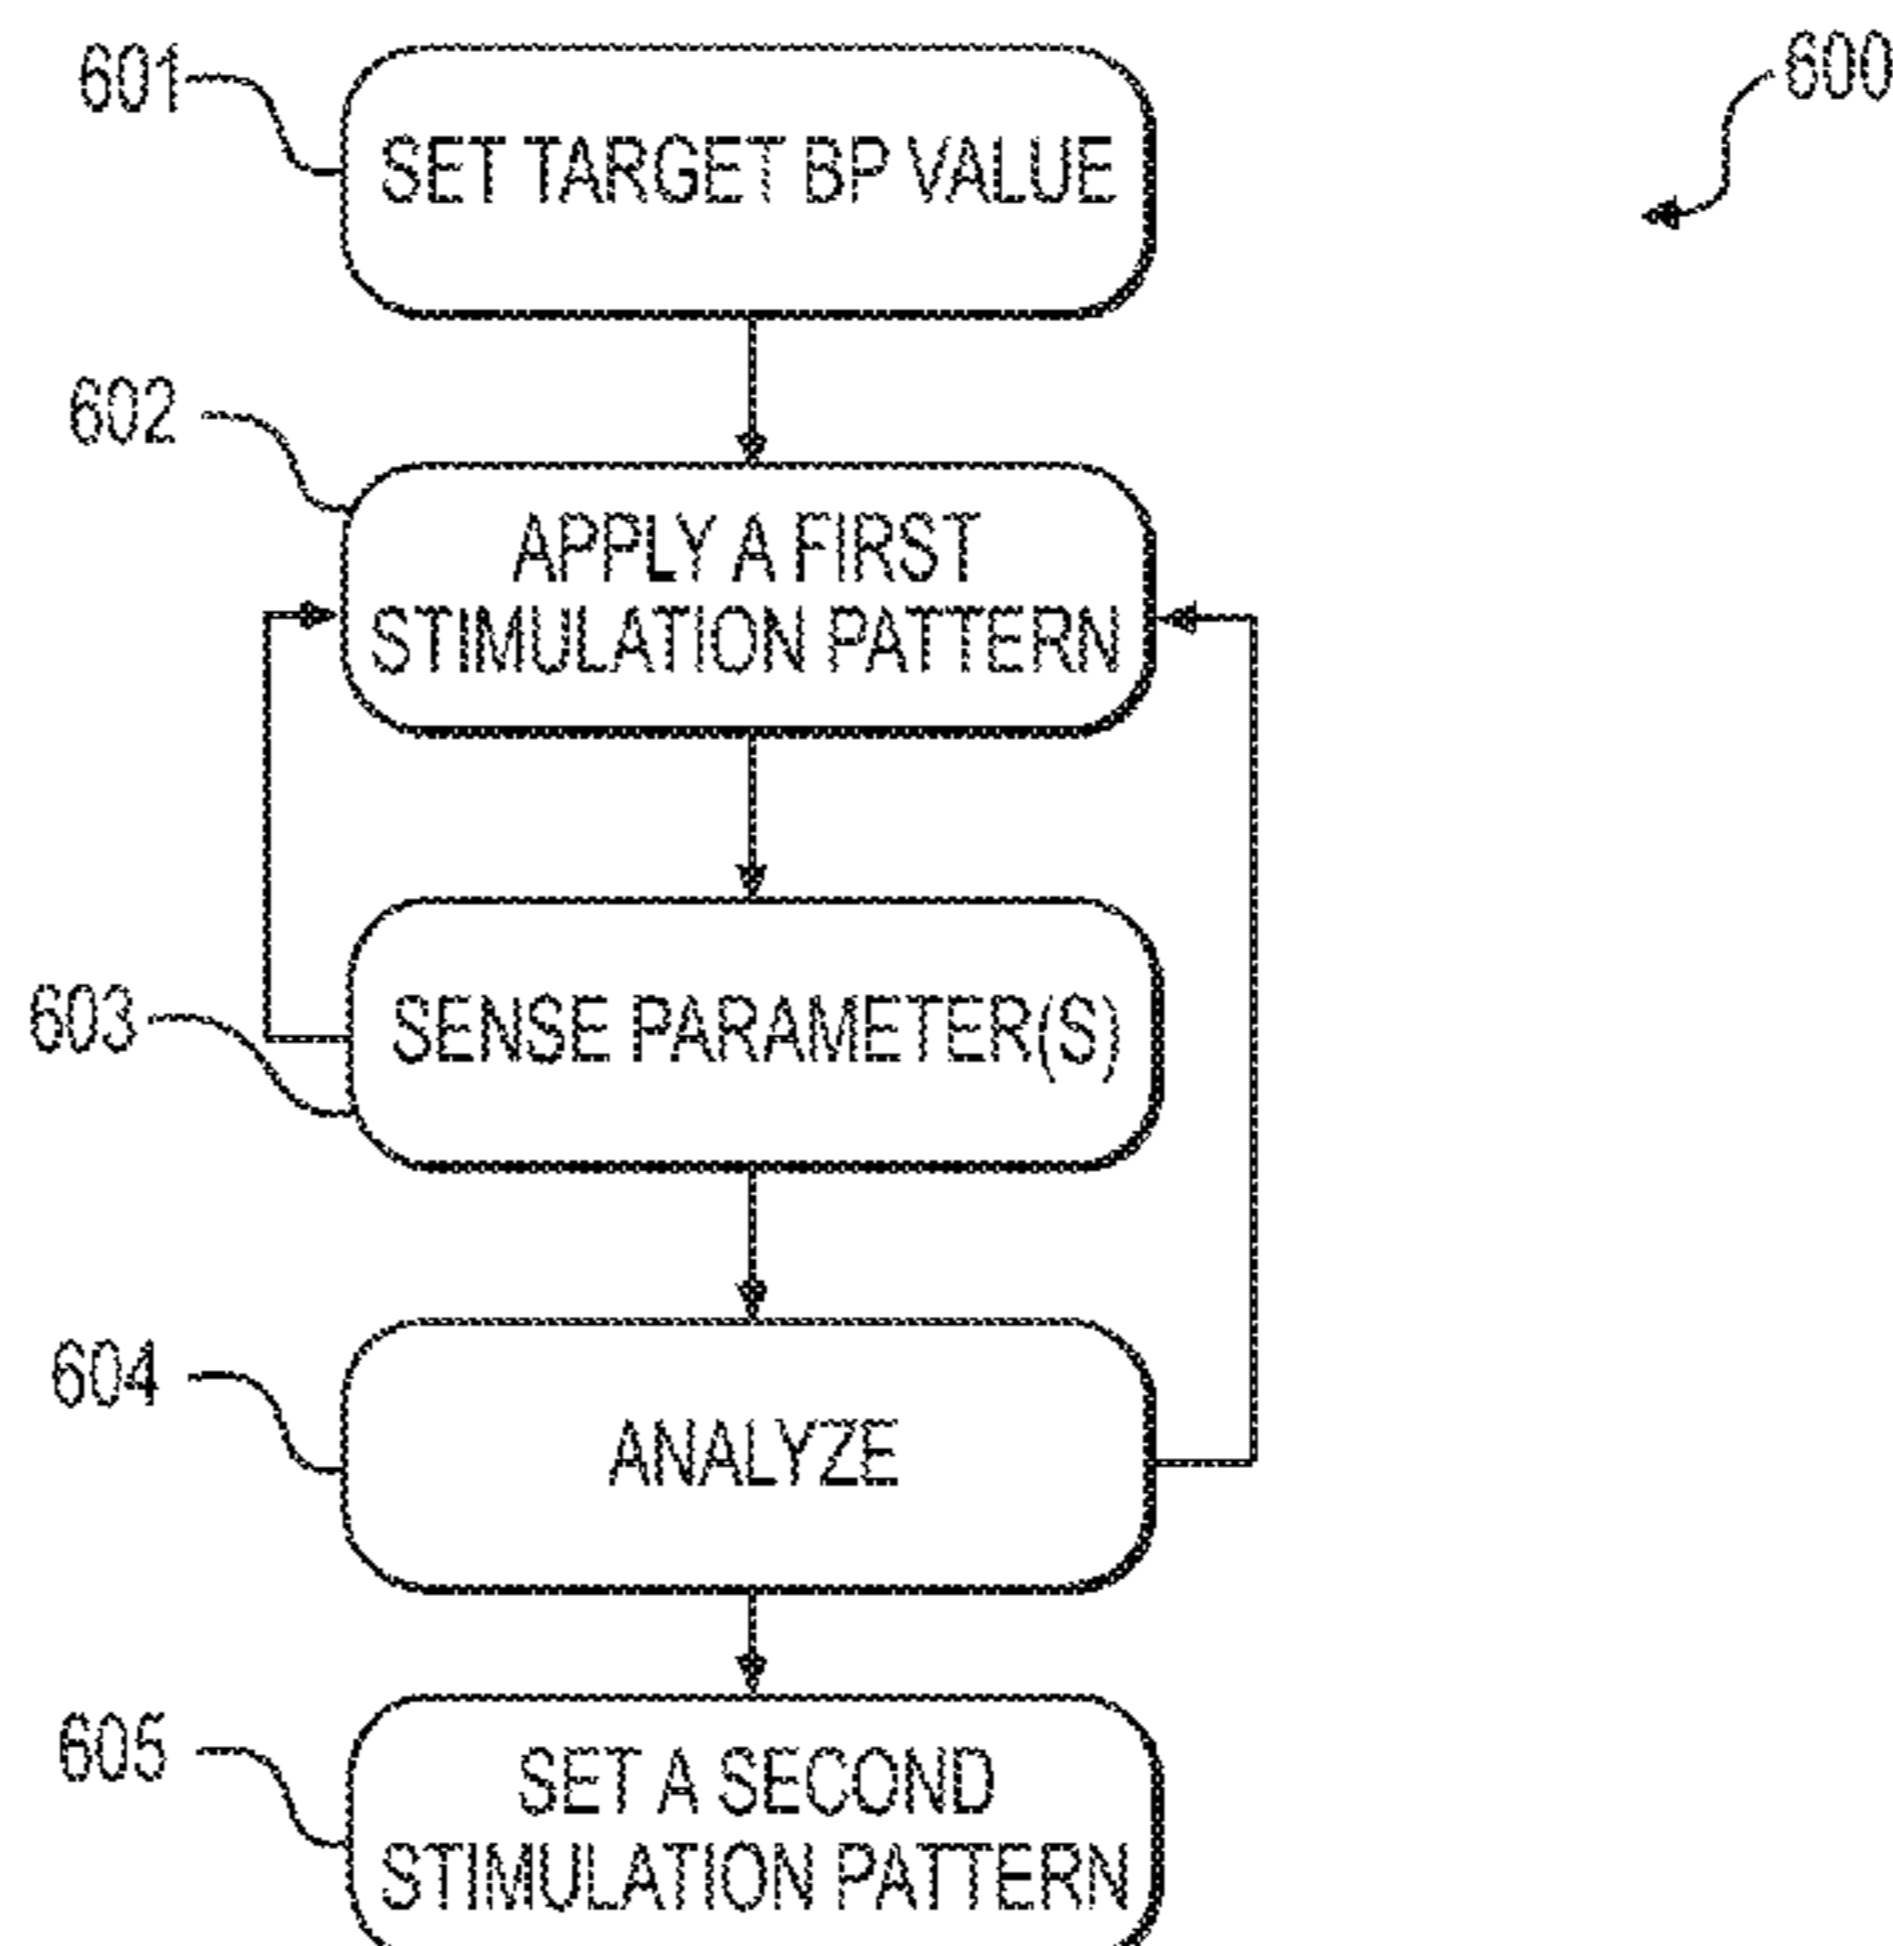 601
SET TARGET BP VALUE
600
602
APPLY A FIRST
STIMULATION PATTERN
603
SENSE PARAMETER(S)
604
ANALYZE
605
SET A SECOND
STIMULATION PATTERN